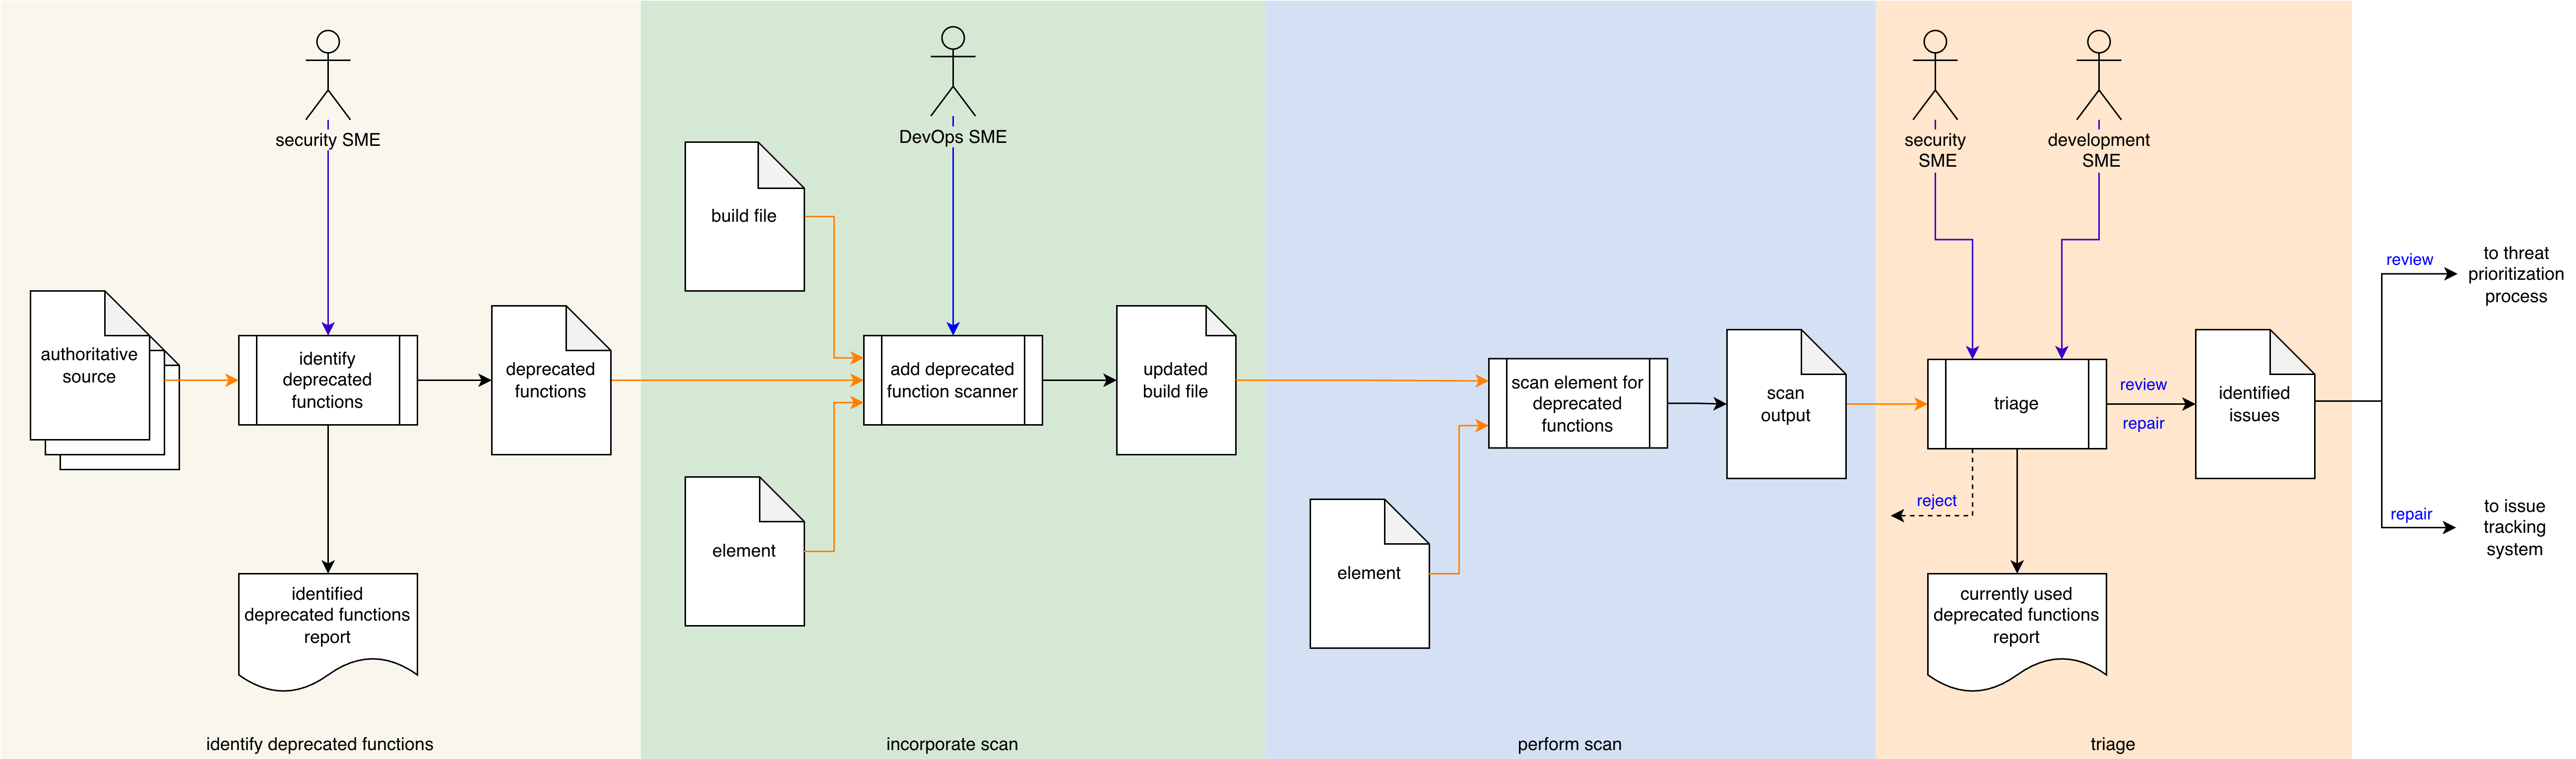 security SME
authoritative
source
identify
deprecated
functions
deprecated
functions
identified
deprecated functions
report
identify deprecated functions
DevOps SME
build file
add deprecated
function scanner
updated
build file
element
incorporate scan
scan element for
deprecated
functions
scan
output
element
perform scan
security
SME
development
SME
triage
review
repair
identified
issues
reject
currently used
deprecated functions
report
triage
review
to threat
prioritization
process
repair
to issue
tracking
system